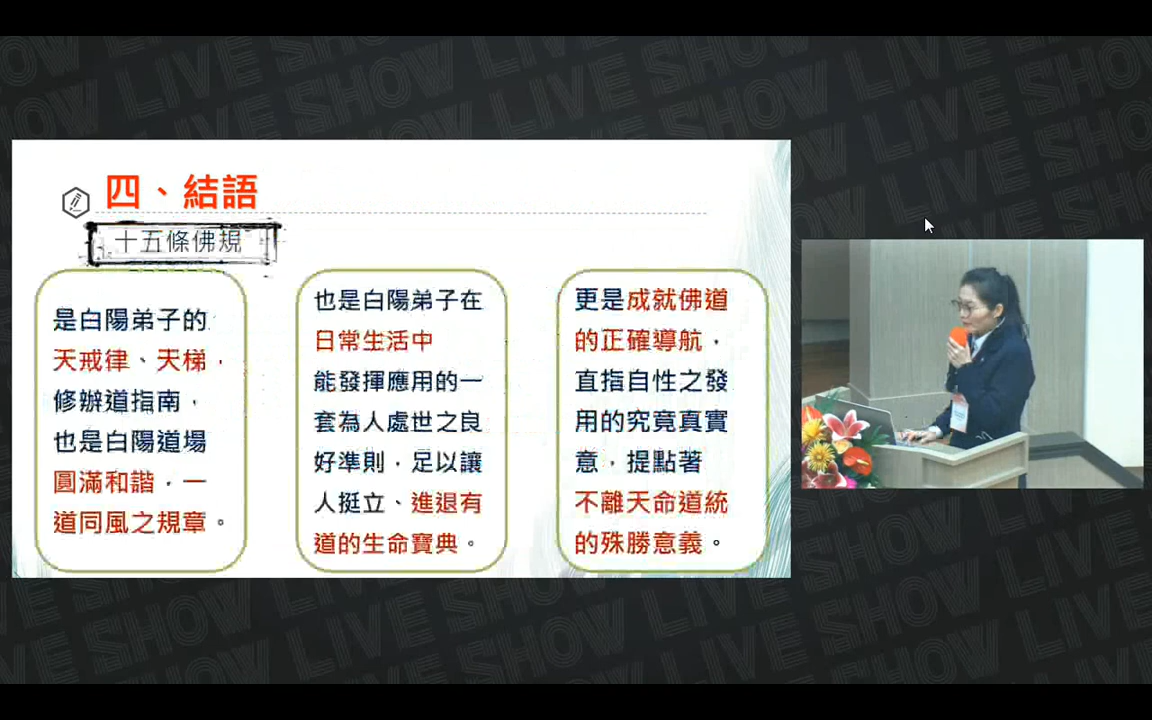 四、結語
十五條佛規
是白陽弟子的
天戒律、天梯，
修辦道指南，
也是白陽道場
圓滿和諧，一
道同風之規章。
也是白陽弟子在
日常生活中
能發揮應用的一
套為人處世之良
好準則，足以讓
人挺立、進退有
道的生命寶典。
更是成就佛道
的正確導航，
直指自性之發
用的究竟真實
意，提點著
不離天命道統
的殊勝意義。
LIVE SHOW